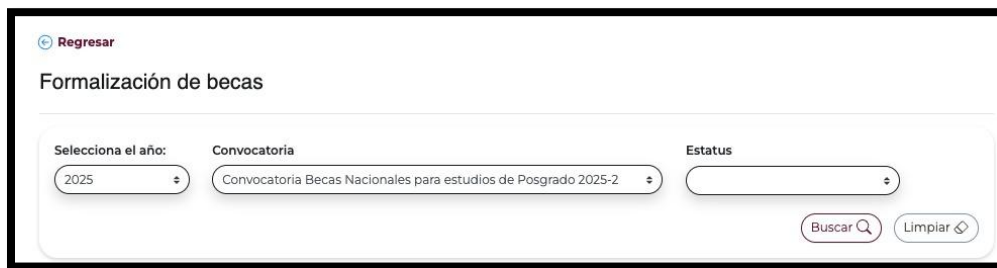 Regresar
Formalización de becas
Selecciona el año: Convocatoria Estatus
2025 Convocatoria Becas Nacionales para estudios de Posgrado 2025-2
Buscar Limpiar